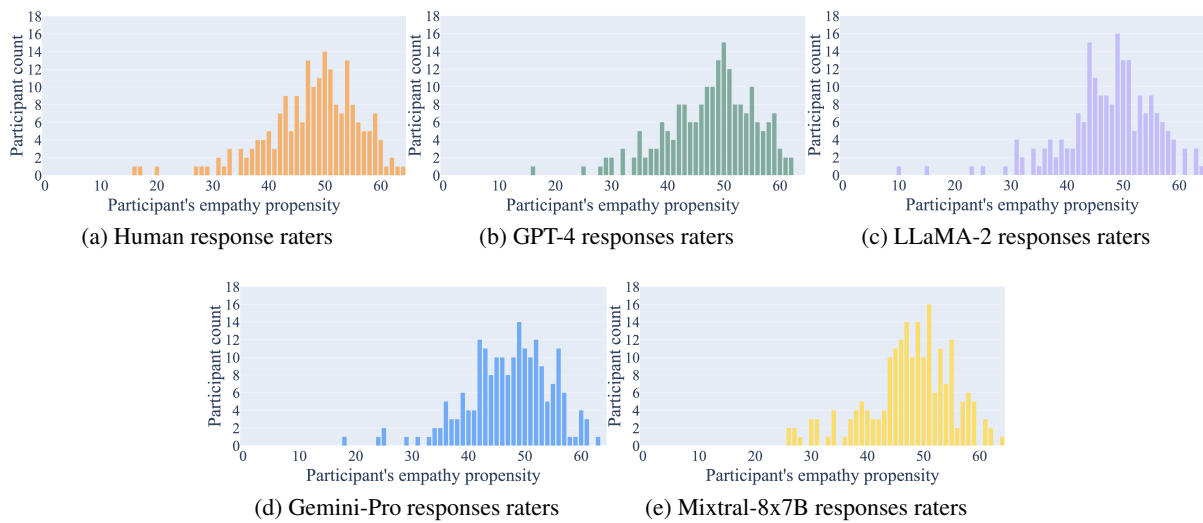 18
16
14
12
10
8
6
4
2
0
Participant count
0 10 20 30 40 50 60
Participant's empathy propensity
(a) Human response raters
18
16
14
12
10
8
6
4
2
0
Participant count
0 10 20 30 40 50 60
Participant's empathy propensity
(b) GPT-4 responses raters
18
16
14
12
10
8
6
4
2
0
Participant count
0 10 20 30 40 50 60
Participant's empathy propensity
(c) LLaMA-2 responses raters
18
16
14
12
10
8
6
4
2
0
Participant count
0 10 20 30 40 50 60
Participant's empathy propensity
(d) Gemini-Pro responses raters
18
16
14
12
10
8
6
4
2
0
Participant count
0 10 20 30 40 50 60
Participant's empathy propensity
(e) Mixtral-8x7B responses raters